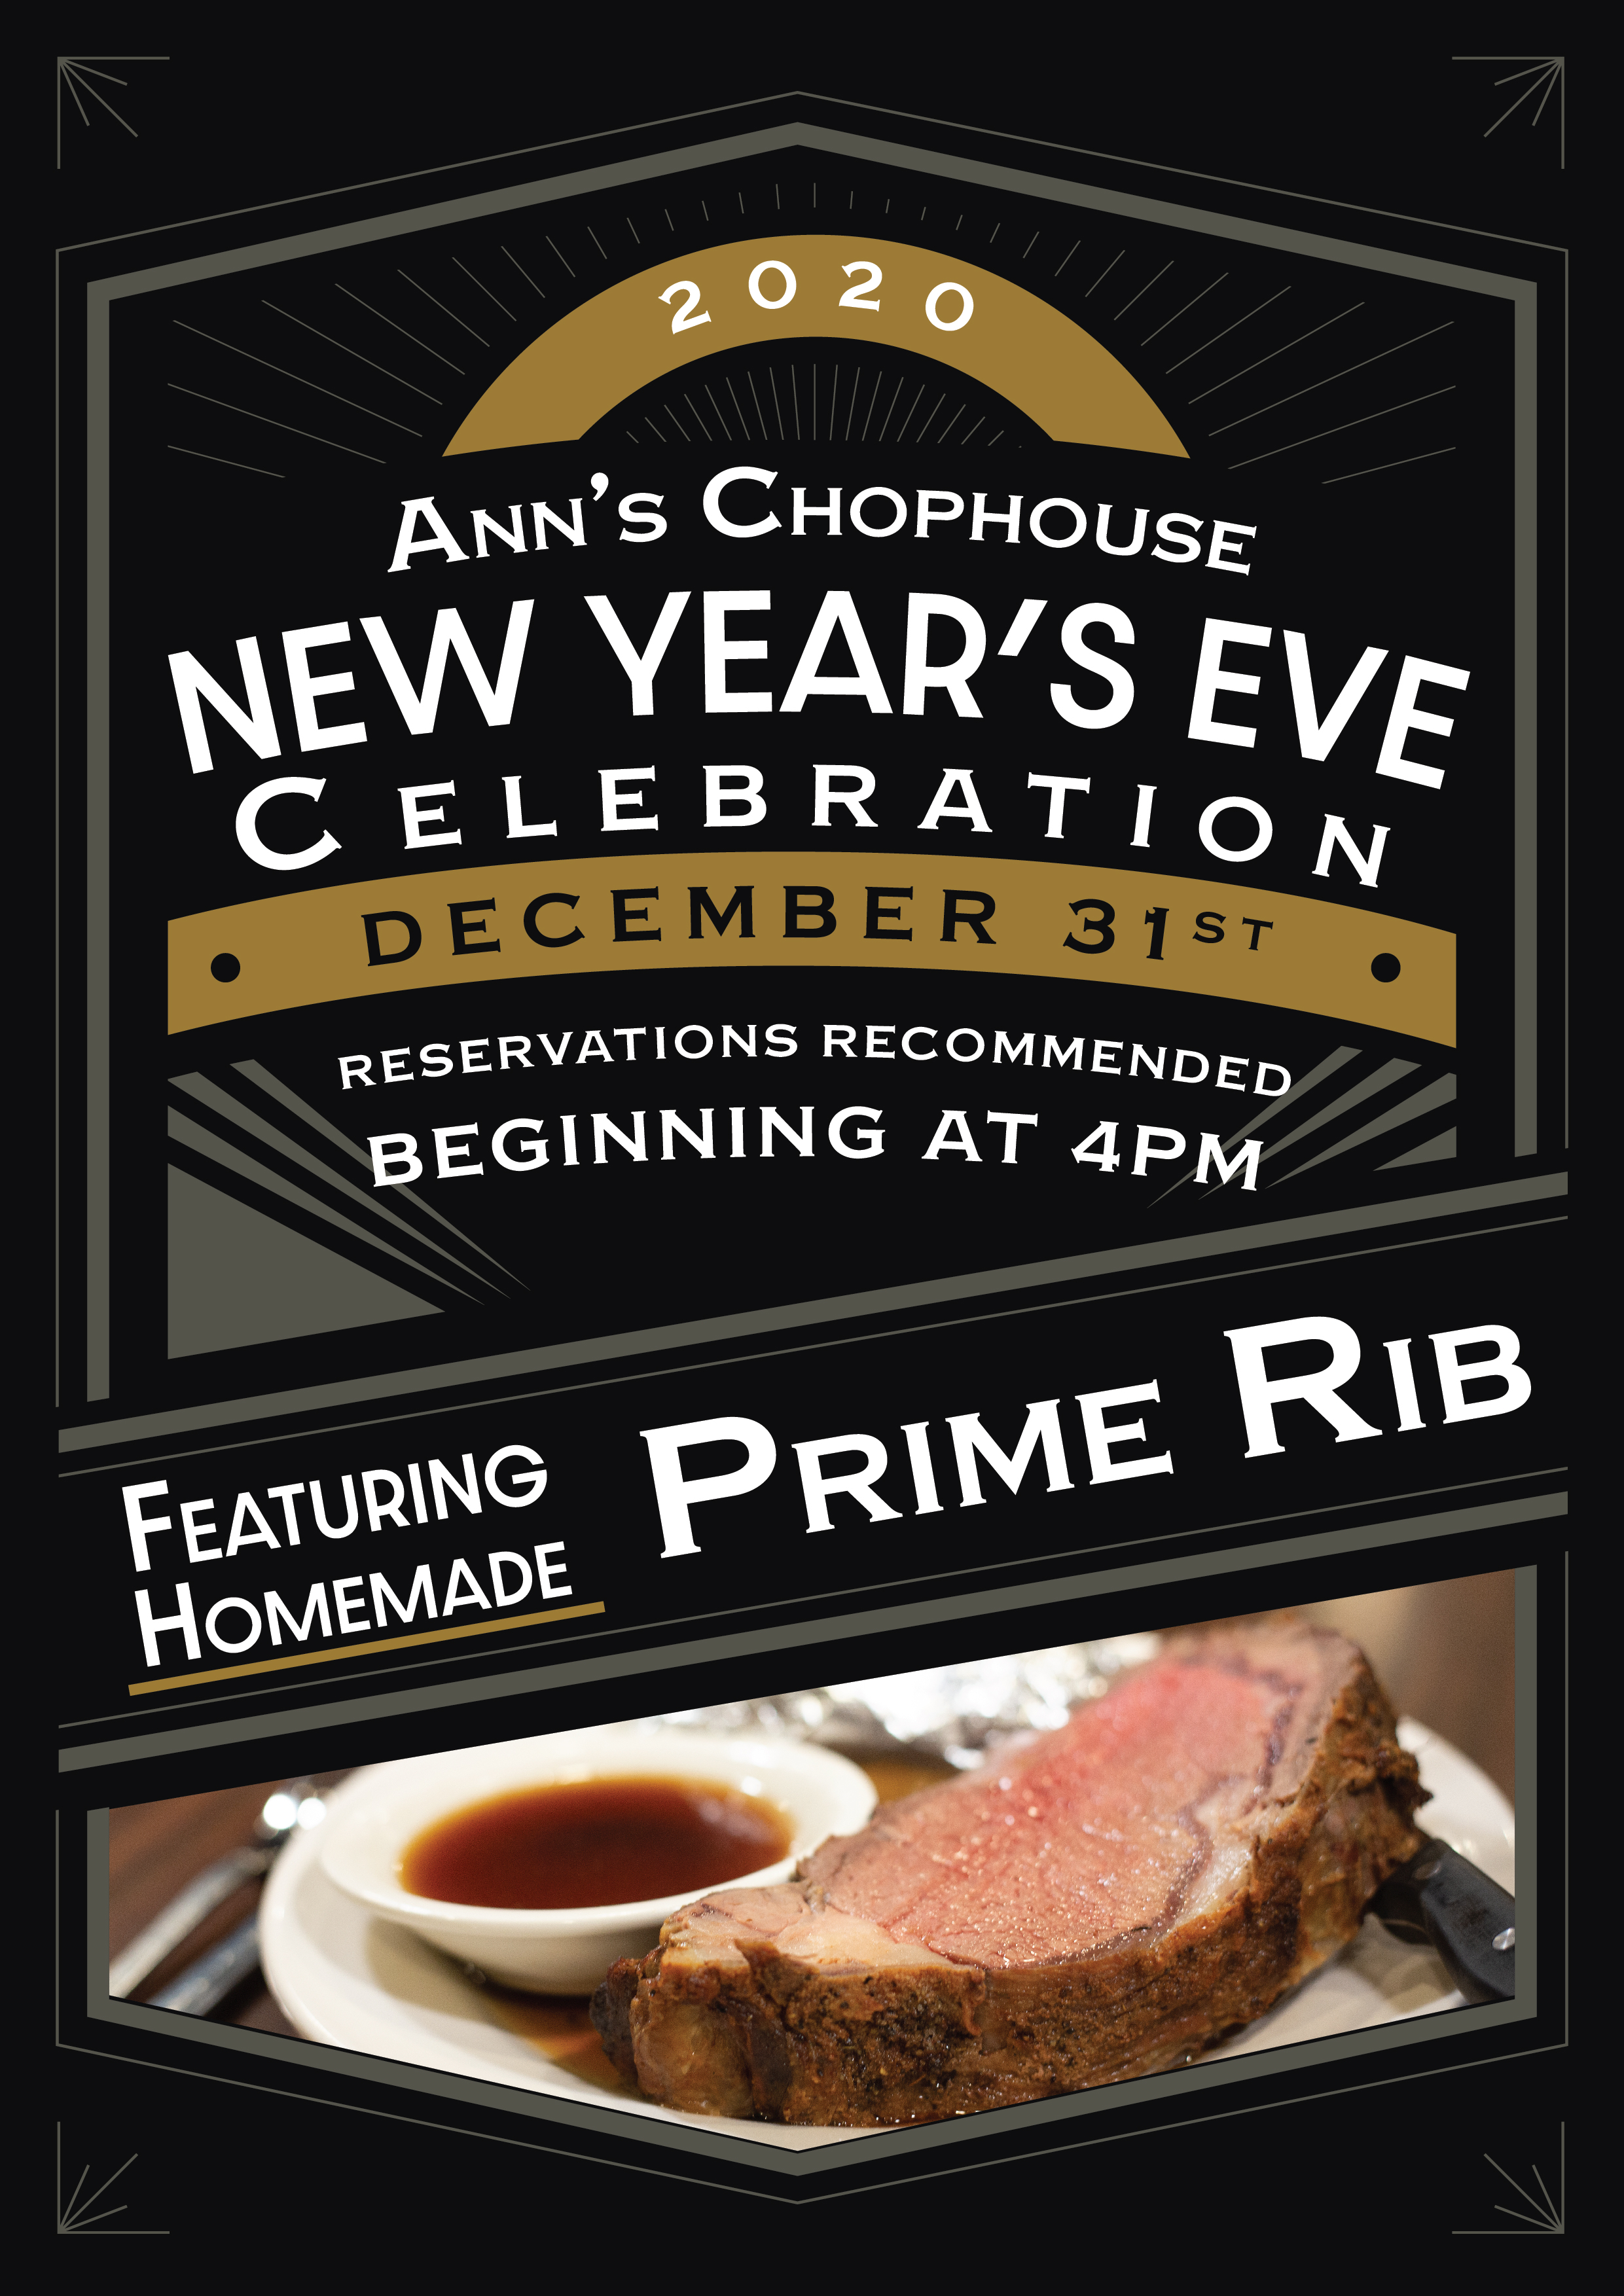 2020
Ann's Chophouse
NEW YEAR'S EVE
Celebration
DECEMBER 31ST
RESERVATIONS RECOMMENDED
BEGINNING AT 4PM
Featuring
Homemade
Prime Rib